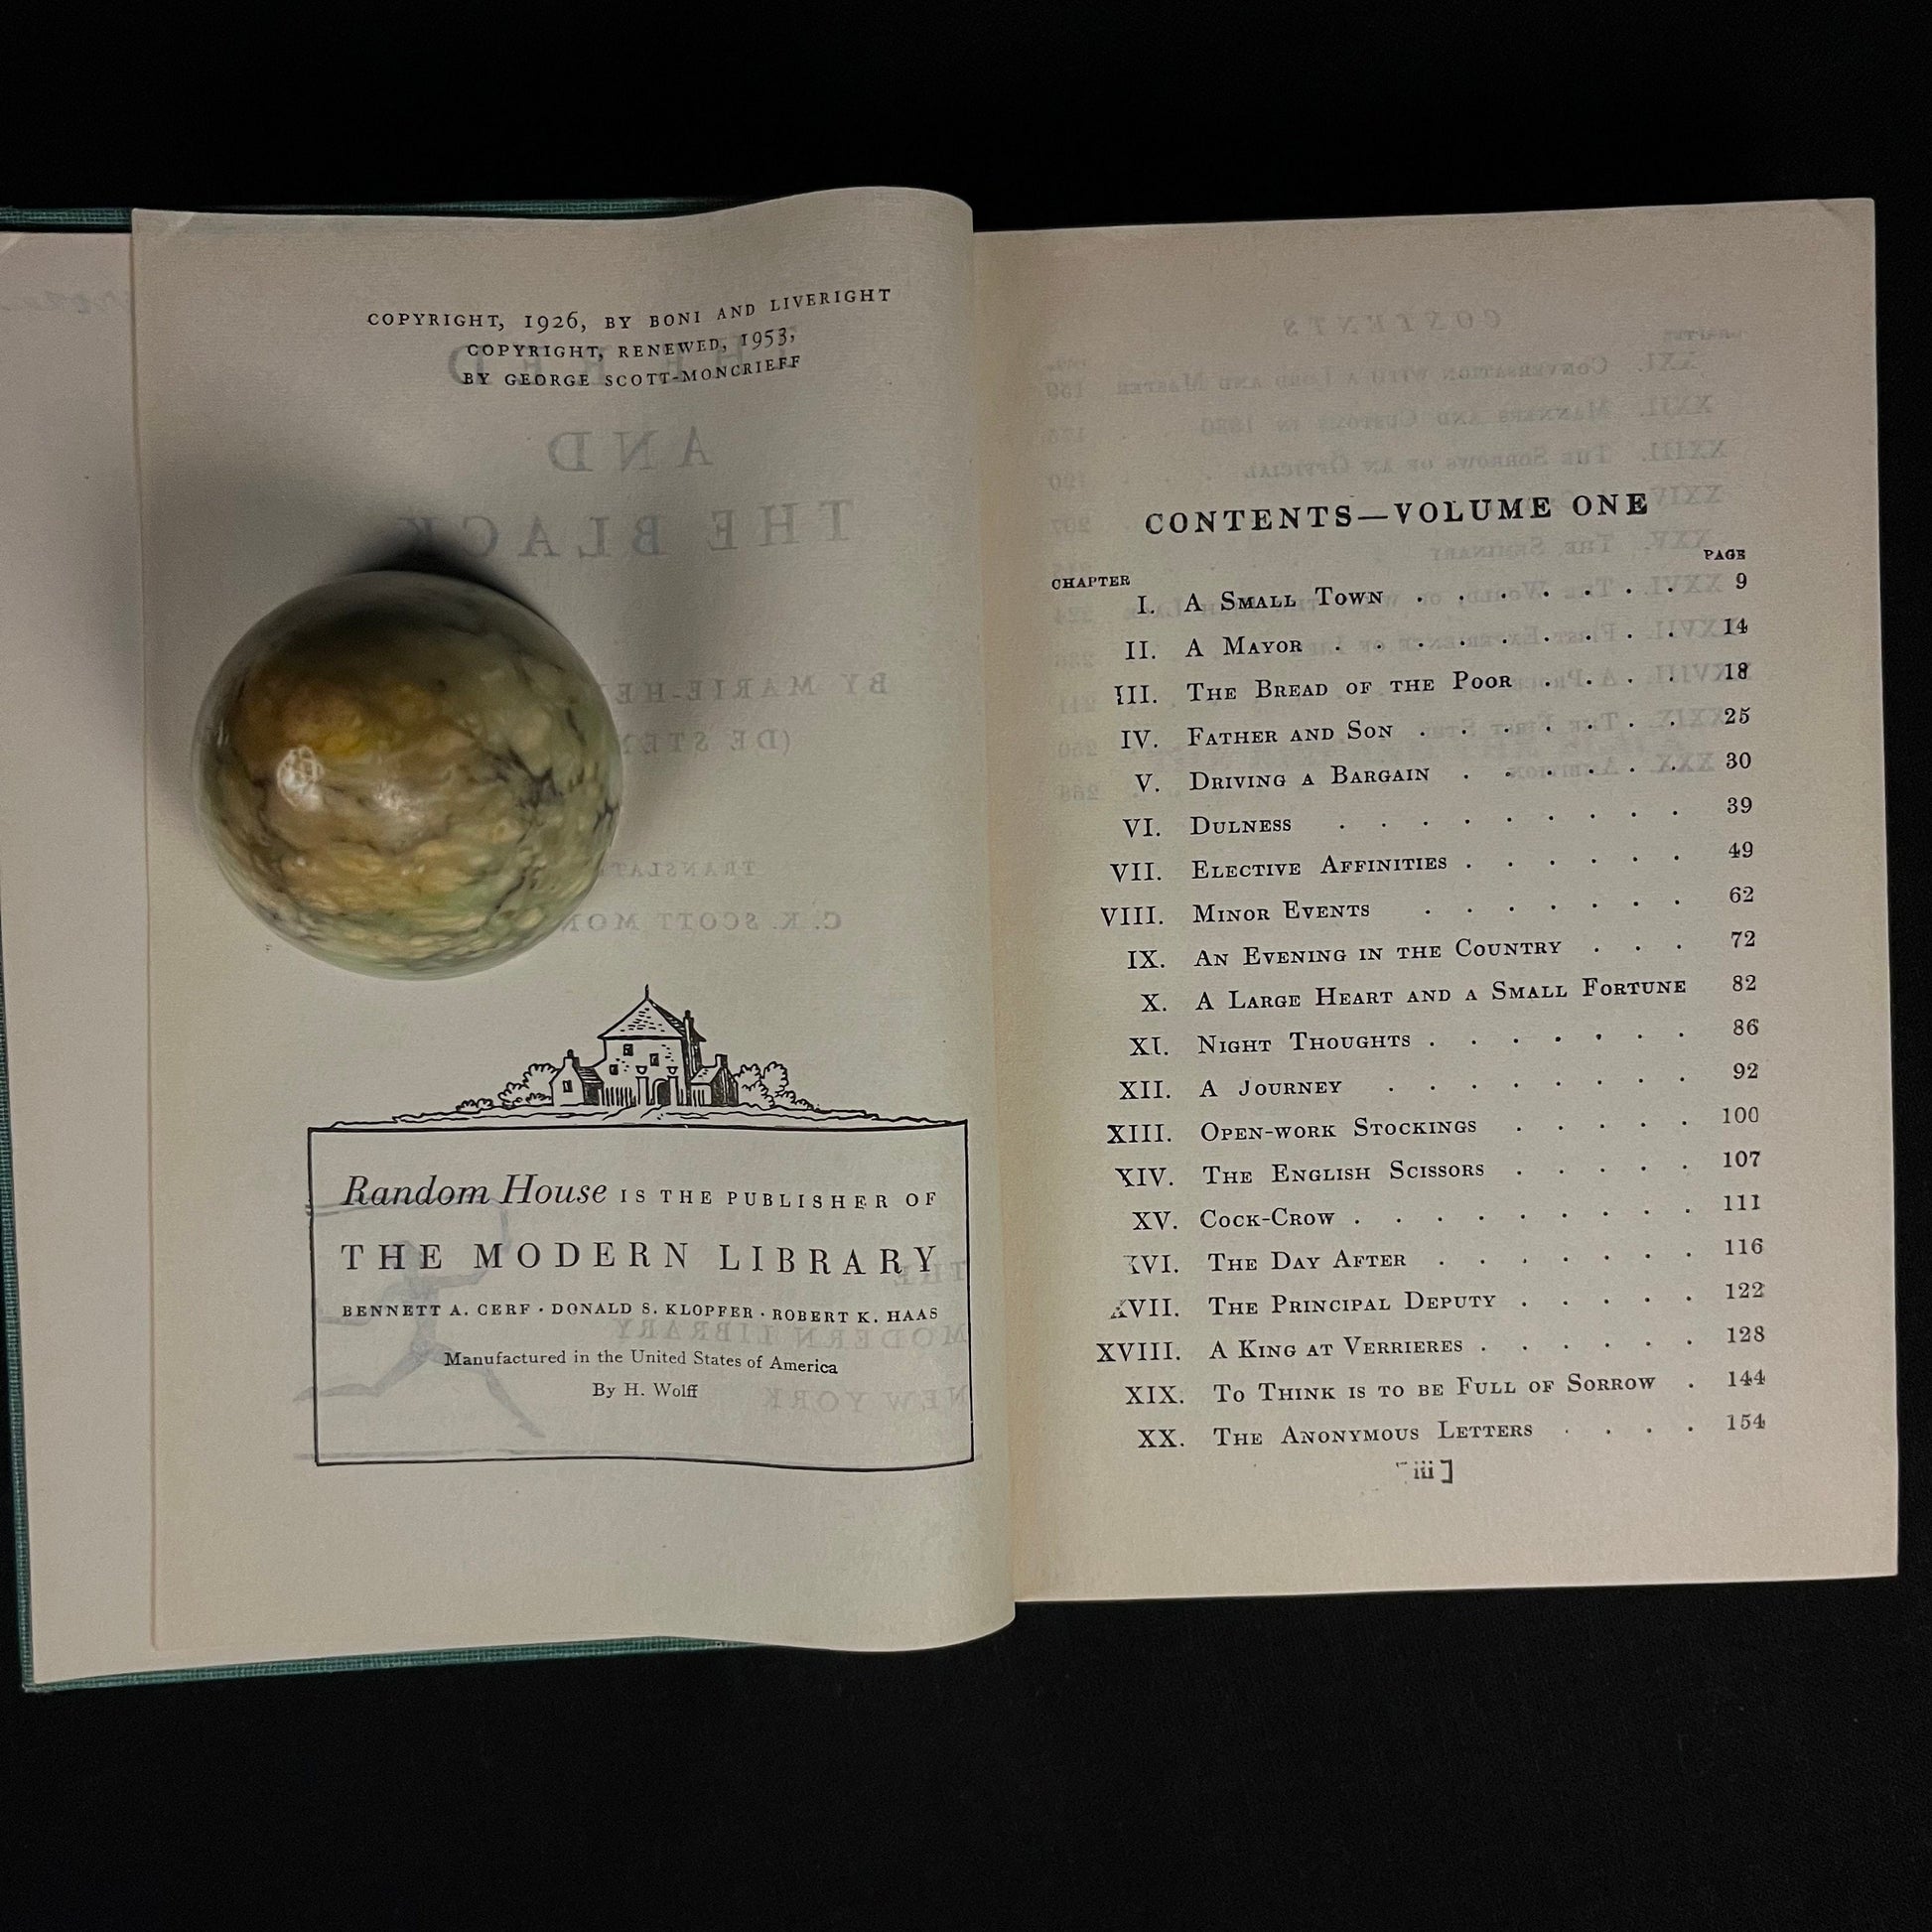 COPYRIGHT, 1926, BY BONI AND LIVERIGHT
COPYRIGHT, RENEWED, 1953,
BY GEORGE SCOTT-MONCRIEFF
Random House IS THE PUBLISHER OF
THE MODERN LIBRARY
BENNETT A. CERF · DONALD S. KLOPFER · ROBERT K. HAAS
Manufactured in the United States of America
By H. Wolff
CONTENTS—VOLUME ONE
CHAPTER PAGE
I. A SMALL TOWN . . . . . . . 9
II. A MAYOR . . . . . . . . . 14
III. THE BREAD OF THE POOR . . . . 18
IV. FATHER AND SON . . . . . . . 25
V. DRIVING A BARGAIN . . . . . . 30
VI. DULNESS . . . . . . . . . 39
VII. ELECTIVE AFFINITIES . . . . . . 49
VIII. MINOR EVENTS . . . . . . . 62
IX. AN EVENING IN THE COUNTRY . . . 72
X. A LARGE HEART AND A SMALL FORTUNE 82
XI. NIGHT THOUGHTS . . . . . . . 86
XII. A JOURNEY . . . . . . . . 92
XIII. OPEN-WORK STOCKINGS . . . . . 100
XIV. THE ENGLISH SCISSORS . . . . . 107
XV. COCK-CROW . . . . . . . . . 111
XVI. THE DAY AFTER . . . . . . . 116
XVII. THE PRINCIPAL DEPUTY . . . . . 122
XVIII. A KING AT VERRIERES . . . . . . 128
XIX. TO THINK IS TO BE FULL OF SORROW . 144
XX. THE ANONYMOUS LETTERS . . . . 154
[ iii ]